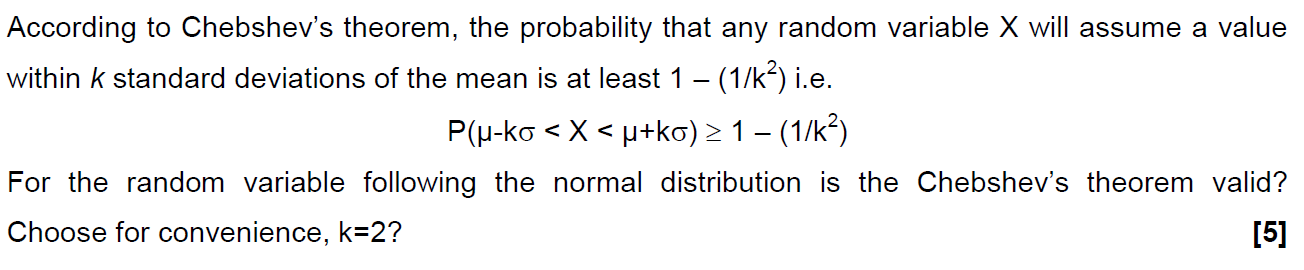 According to Chebshev’s theorem, the probability that any random variable X will assume a value
within k standard deviations of the mean is at least 1 – (1/k²) i.e.
P(μ-kσ < X < μ+kσ) ≥ 1 – (1/k²)
For the random variable following the normal distribution is the Chebshev’s theorem valid?
Choose for convenience, k=2? [5]